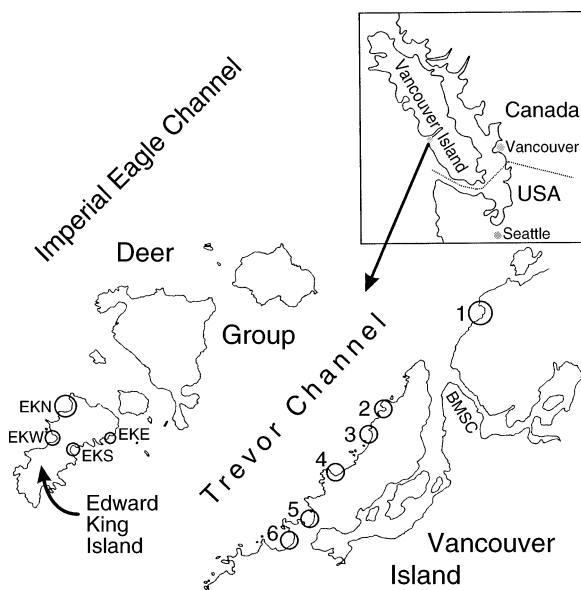 Imperial Eagle Channel
Vancouver Island
Canada
Vancouver
USA
Seattle
Deer
Group
Trevor Channel
1
2
3
4
5
6
BMSC
EKN
EKW
EKS
EKE
Edward
King
Island
Vancouver
Island